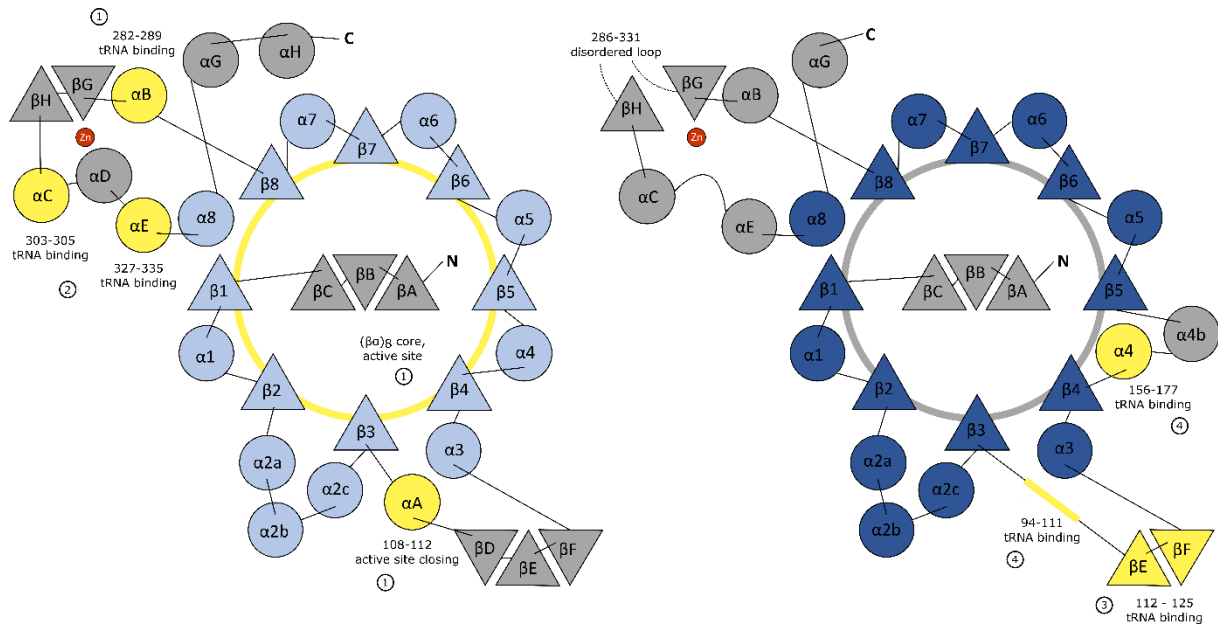 ①
282-289
tRNA binding
αG
αH
C
βH
βG
αB
Zn
αC
αD
αE
α8
303-305
tRNA binding
②
327-335
tRNA binding
α7
β7
α6
β8
β6
α5
N
βC
βB
βA
β1
β5
α1
(βα)8 core,
active site
①
α4
β2
β4
β3
α3
α2a
α2c
α2b
αA
108-112
active site closing
①
βD
βE
βF
286-331
disordered loop
αG
C
βH
βG
αB
Zn
αC
αE
α8
α7
β7
α6
β8
β6
α5
N
βC
βB
βA
β1
β5
α4b
α1
α4
β2
β4
156-177
tRNA binding
④
β3
α3
α2a
α2c
α2b
94-111
tRNA binding
④
βE
βF
③
112 - 125
tRNA binding